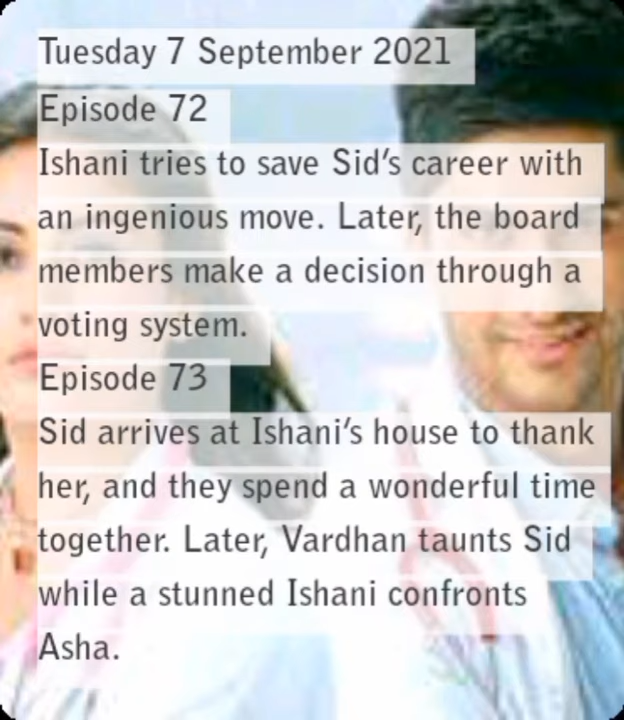 Tuesday 7 September 2021
Episode 72
Ishani tries to save Sid's career with
an ingenious move. Later, the board
members make a decision through a
voting system.
Episode 73
Sid arrives at Ishani's house to thank
her, and they spend a wonderful time
together. Later, Vardhan taunts Sid
while a stunned Ishani confronts
Asha.